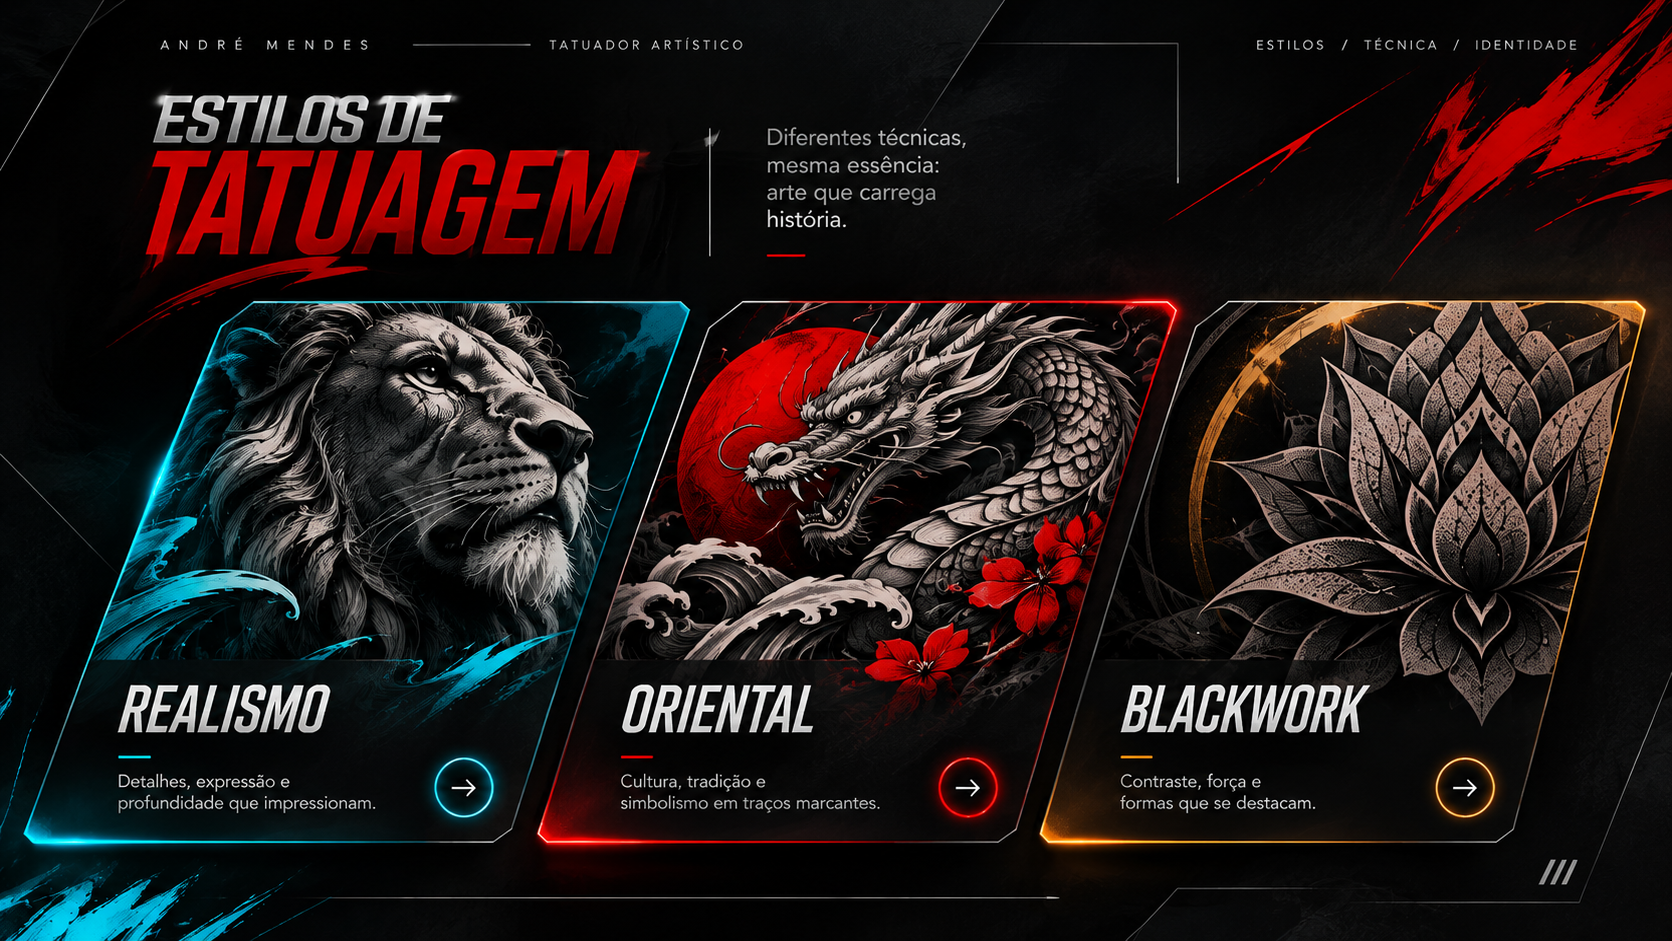 ANDRÉ MENDES
TATUADOR ARTÍSTICO
ESTILOS / TÉCNICA / IDENTIDADE
ESTILOS DE
TATUAGEM
Diferentes técnicas,
mesma essência:
arte que carrega
história.
REALISMO
Detalhes, expressão e
profundidade que impressionam.
ORIENTAL
Cultura, tradição e
simbolismo em traços marcantes.
BLACKWORK
Contraste, força e
formas que se destacam.